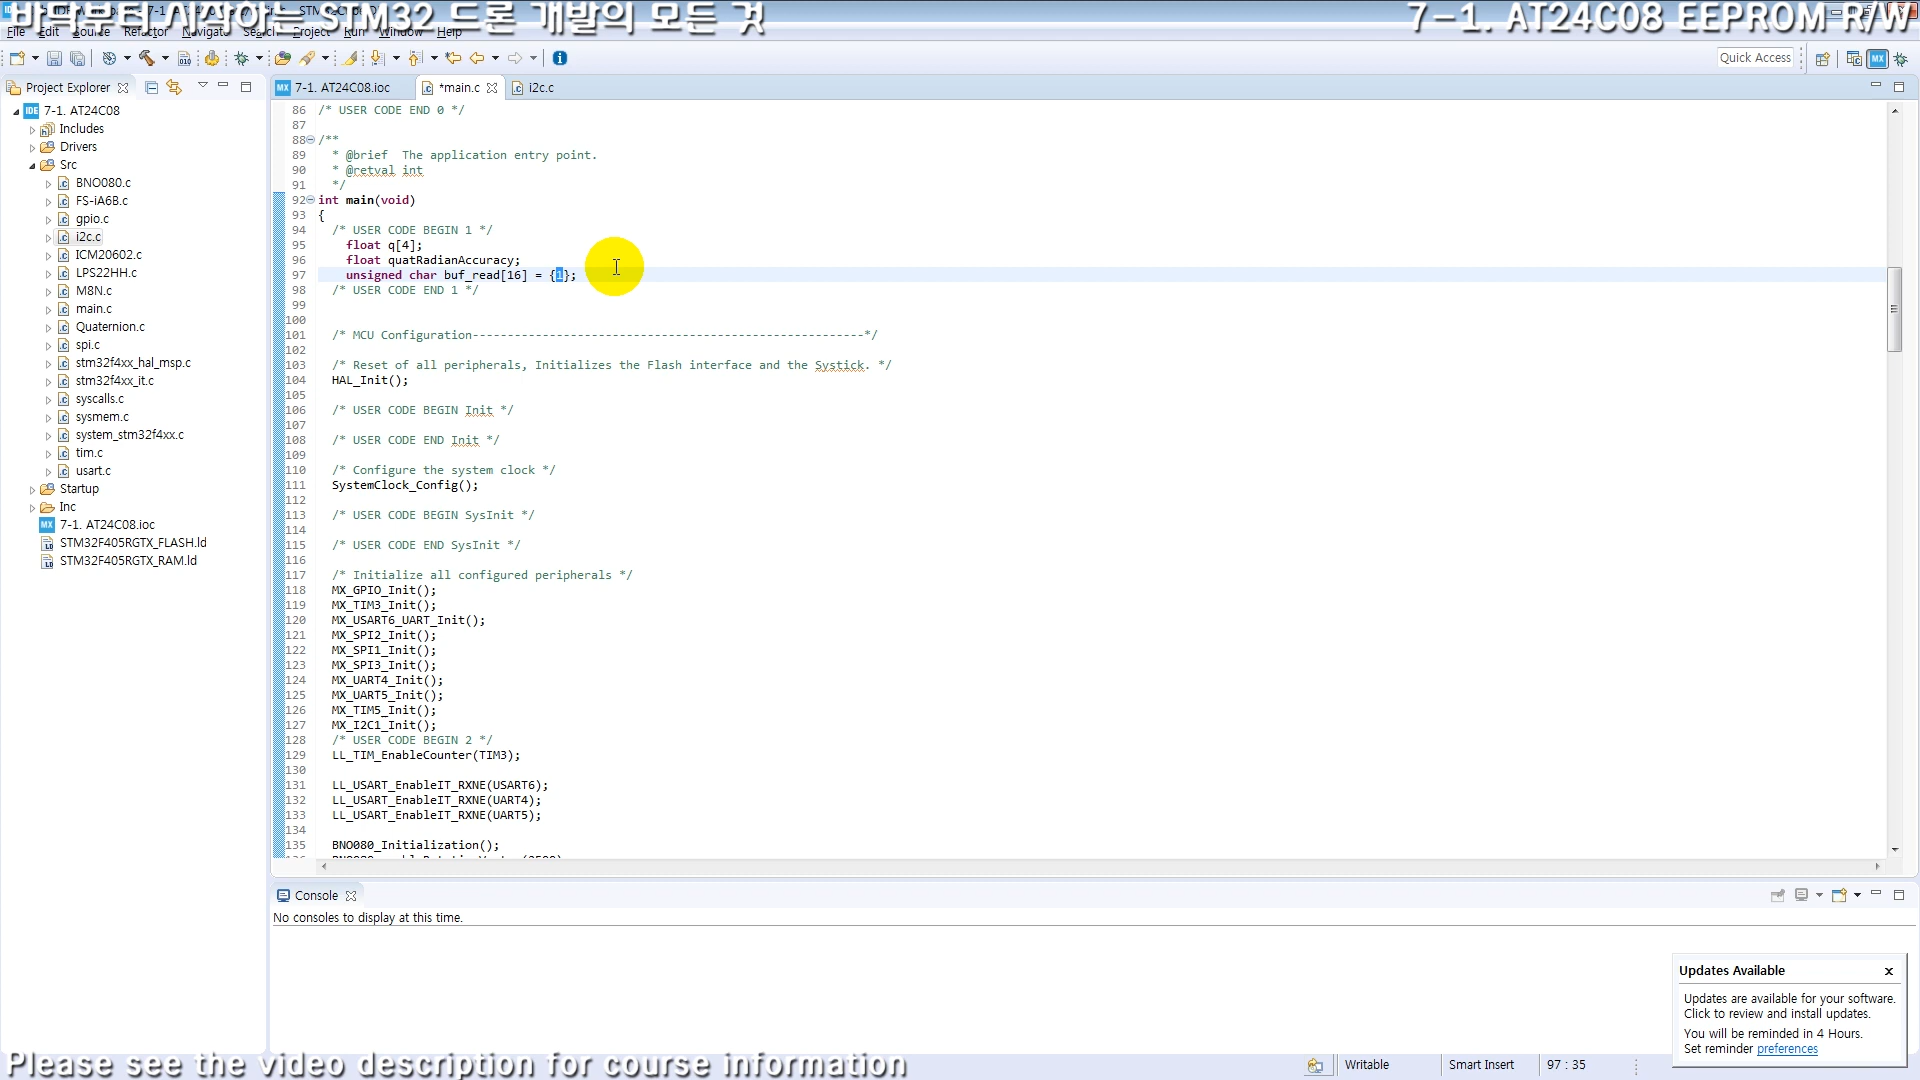 바닥부터 시작하는 STM32 드론 개발의 모든 것
7-1. AT24C08 EEPROM R/W
File Edit Source Refactor Navigate Search Project Run Window Help
Quick Access
Project Explorer
7-1. AT24C08.ioc
*main.c
i2c.c
7-1. AT24C08
Includes
Drivers
Src
BNO080.c
FS-iA6B.c
gpio.c
i2c.c
ICM20602.c
LPS22HH.c
M8N.c
main.c
Quaternion.c
spi.c
stm32f4xx_hal_msp.c
stm32f4xx_it.c
syscalls.c
sysmem.c
system_stm32f4xx.c
tim.c
usart.c
Startup
Inc
7-1. AT24C08.ioc
STM32F405RGTX_FLASH.ld
STM32F405RGTX_RAM.ld
86 /* USER CODE END 0 */
87
88 /**
89 * @brief  The application entry point.
90 * @retval int
91 */
92 int main(void)
93 {
94 /* USER CODE BEGIN 1 */
95 float q[4];
96 float quatRadianAccuracy;
97 unsigned char buf_read[16] = {1};
98 /* USER CODE END 1 */
99
100
101 /* MCU Configuration--------------------------------------------------------*/
102
103 /* Reset of all peripherals, Initializes the Flash interface and the Systick. */
104 HAL_Init();
105
106 /* USER CODE BEGIN Init */
107
108 /* USER CODE END Init */
109
110 /* Configure the system clock */
111 SystemClock_Config();
112
113 /* USER CODE BEGIN SysInit */
114
115 /* USER CODE END SysInit */
116
117 /* Initialize all configured peripherals */
118 MX_GPIO_Init();
119 MX_TIM3_Init();
120 MX_USART6_UART_Init();
121 MX_SPI2_Init();
122 MX_SPI1_Init();
123 MX_SPI3_Init();
124 MX_UART4_Init();
125 MX_UART5_Init();
126 MX_TIM5_Init();
127 MX_I2C1_Init();
128 /* USER CODE BEGIN 2 */
129 LL_TIM_EnableCounter(TIM3);
130
131 LL_USART_EnableIT_RXNE(USART6);
132 LL_USART_EnableIT_RXNE(UART4);
133 LL_USART_EnableIT_RXNE(UART5);
134
135 BNO080_Initialization();
Console
No consoles to display at this time.
Updates Available
Updates are available for your software.
Click to review and install updates.
You will be reminded in 4 Hours.
Set reminder preferences
Please see the video description for course information
Writable
Smart Insert
97 : 35